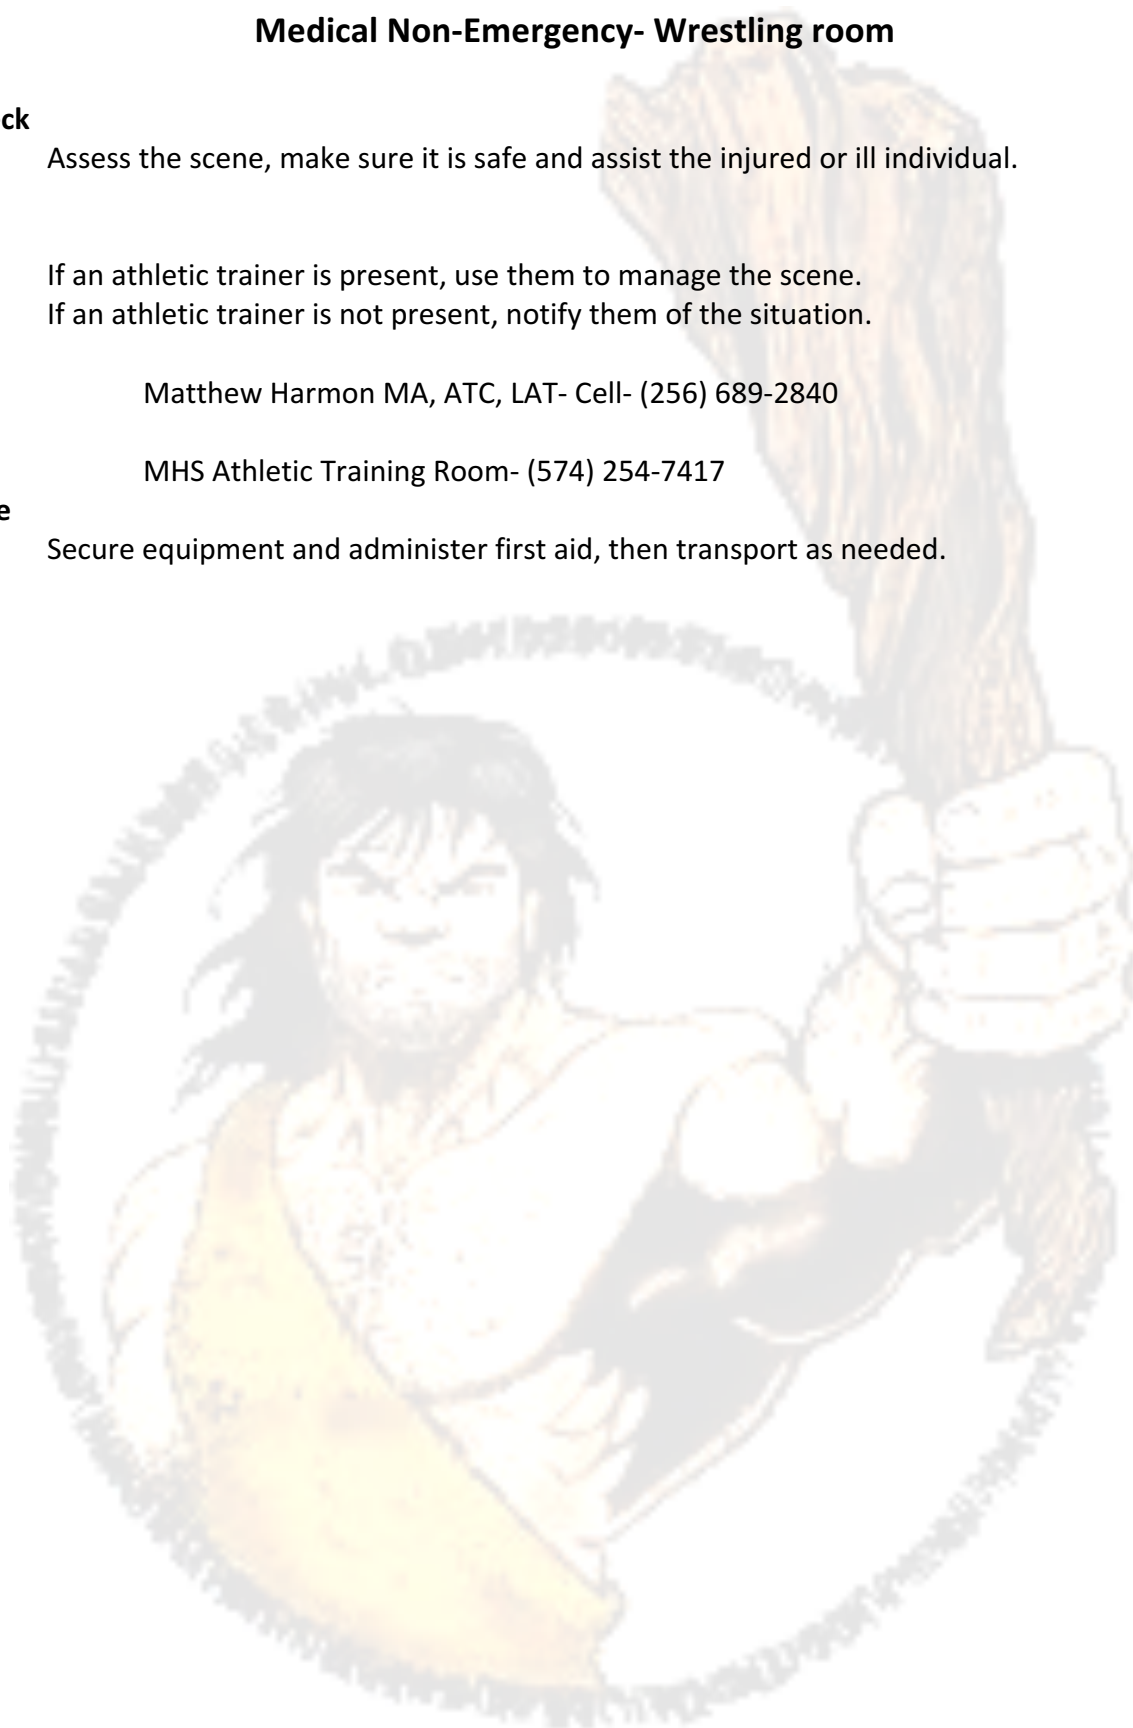 Medical Non-Emergency- Wrestling room
ck
Assess the scene, make sure it is safe and assist the injured or ill individual.
If an athletic trainer is present, use them to manage the scene.
If an athletic trainer is not present, notify them of the situation.
Matthew Harmon MA, ATC, LAT- Cell- (256) 689-2840
MHS Athletic Training Room- (574) 254-7417
e
Secure equipment and administer first aid, then transport as needed.